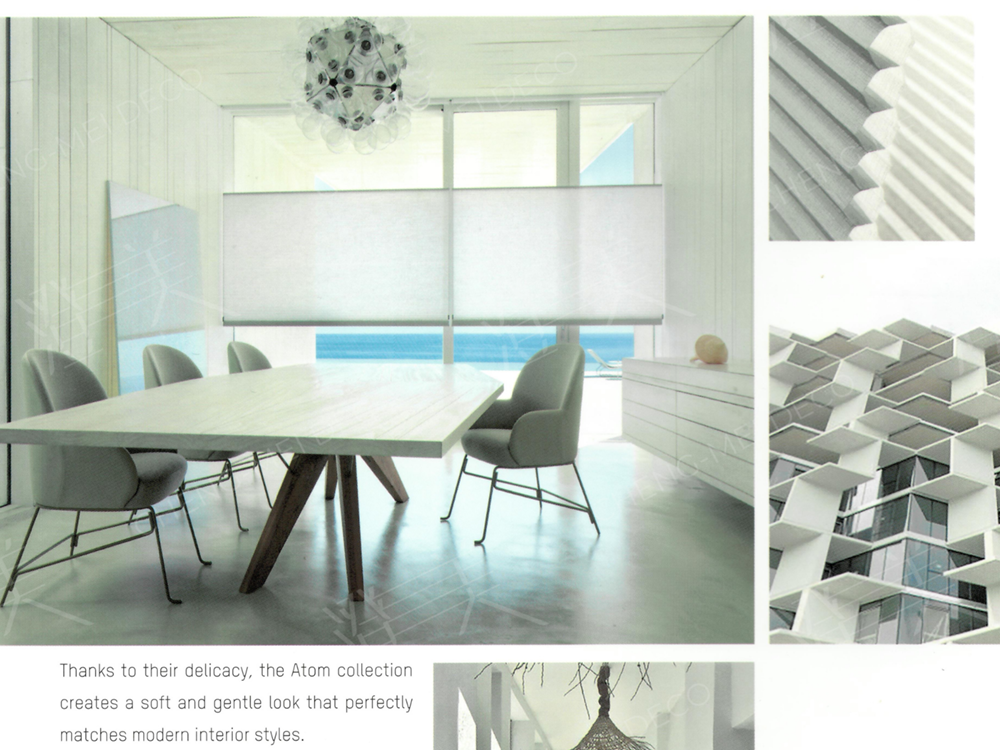 Thanks to their delicacy, the Atom collection
creates a soft and gentle look that perfectly
matches modern interior styles.